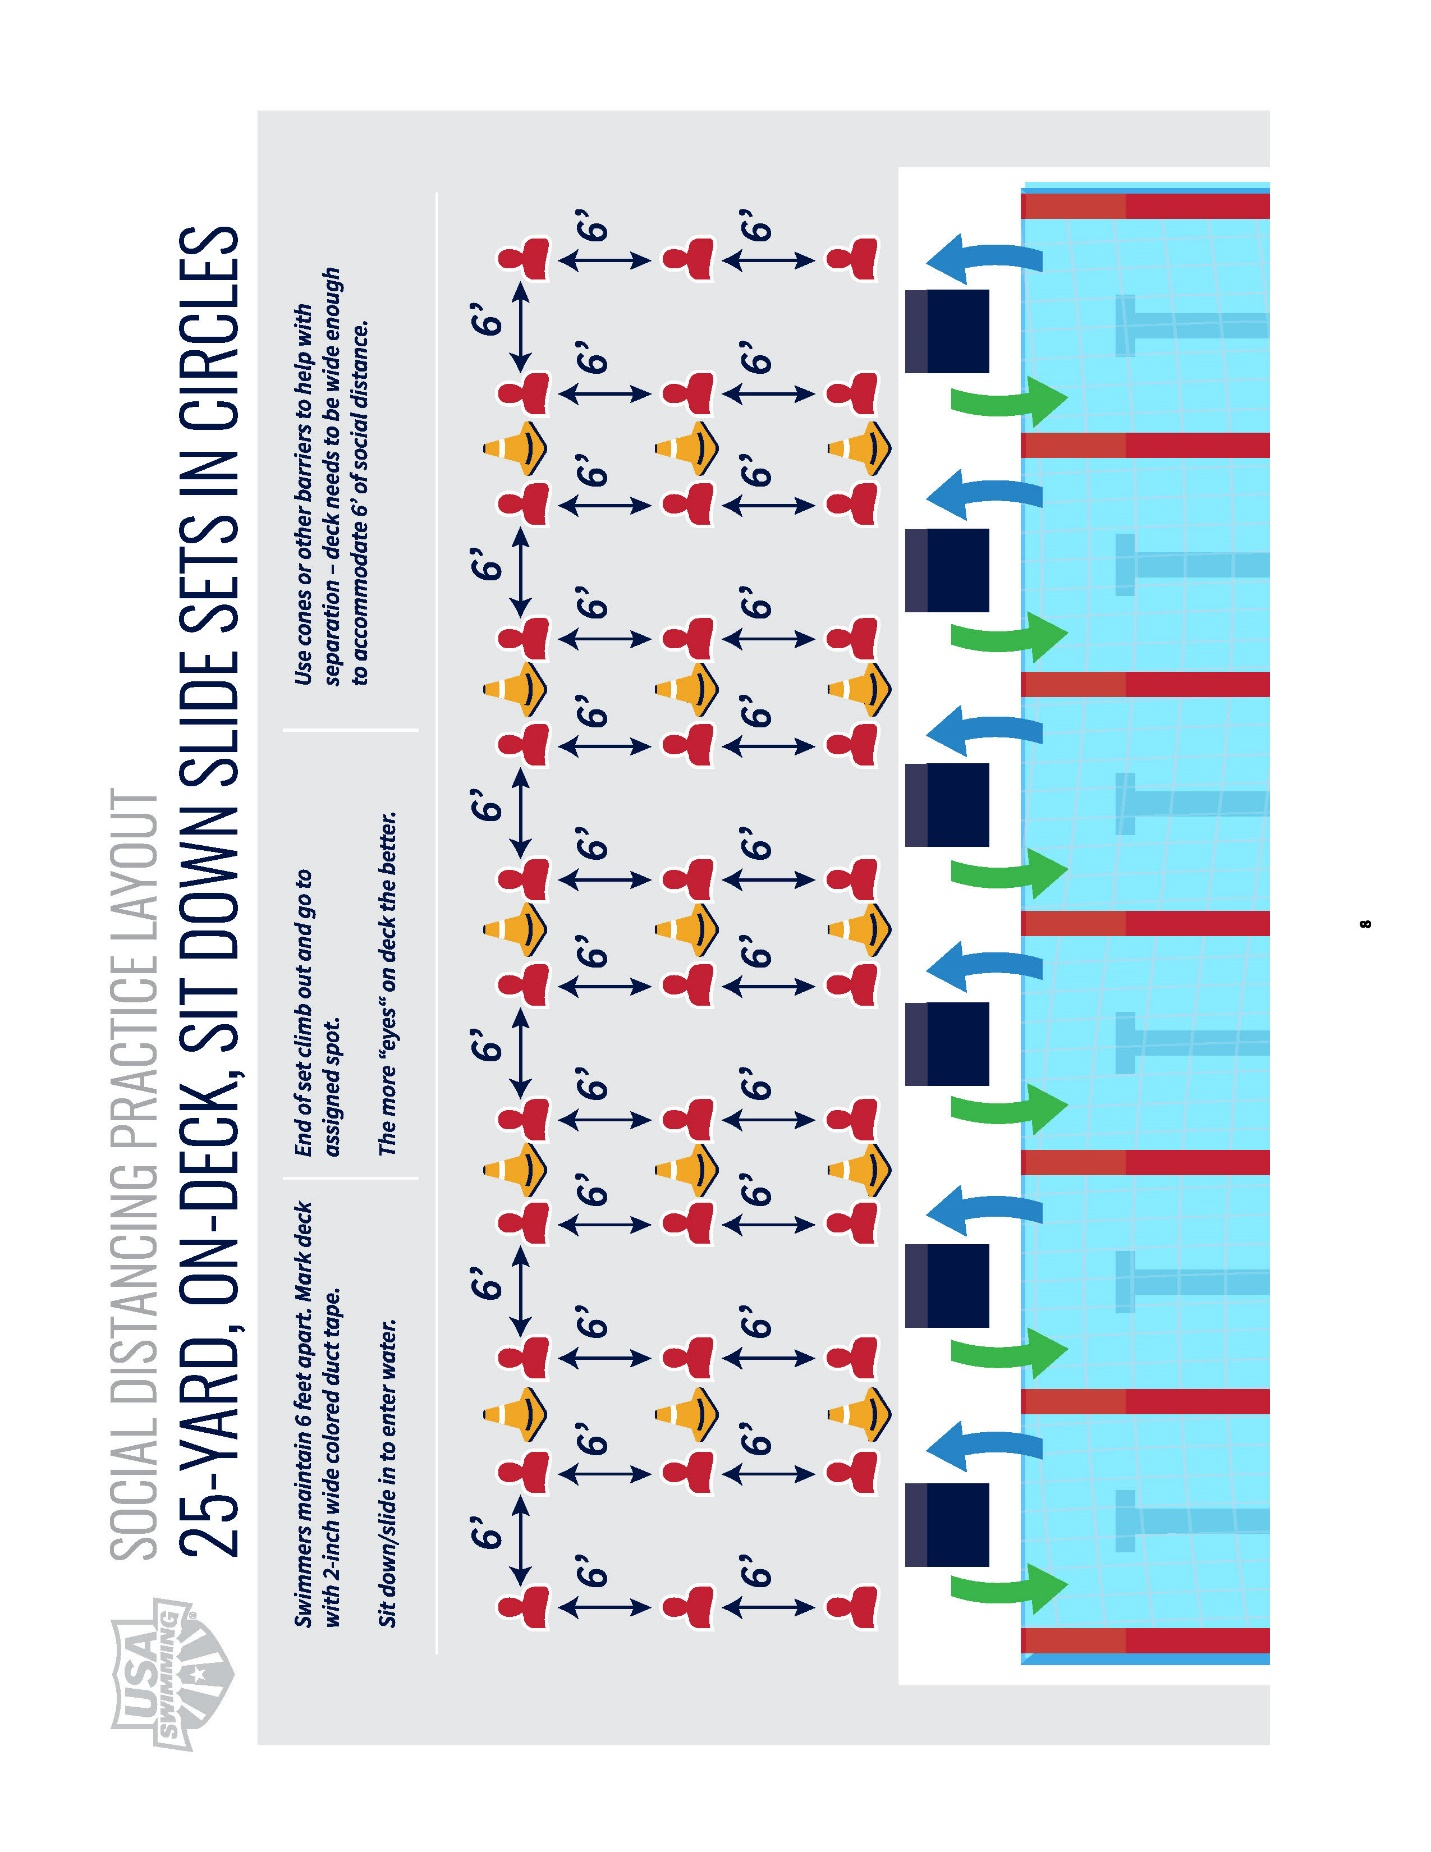 USA
SWIMMING®
SOCIAL DISTANCING PRACTICE LAYOUT
25-YARD, ON-DECK, SIT DOWN SLIDE SETS IN CIRCLES
Swimmers maintain 6 feet apart. Mark deck
with 2-inch wide colored duct tape.
Sit down/slide in to enter water.
End of set climb out and go to
assigned spot.
The more “eyes“ on deck the better.
Use cones or other barriers to help with
separation – deck needs to be wide enough
to accommodate 6’ of social distance.
6’ 6’ 6’ 6’ 6’ 6’
6’ 6’ 6’ 6’ 6’ 6’ 6’ 6’ 6’ 6’ 6’ 6’
6’ 6’ 6’ 6’ 6’ 6’ 6’ 6’ 6’ 6’ 6’ 6’
8